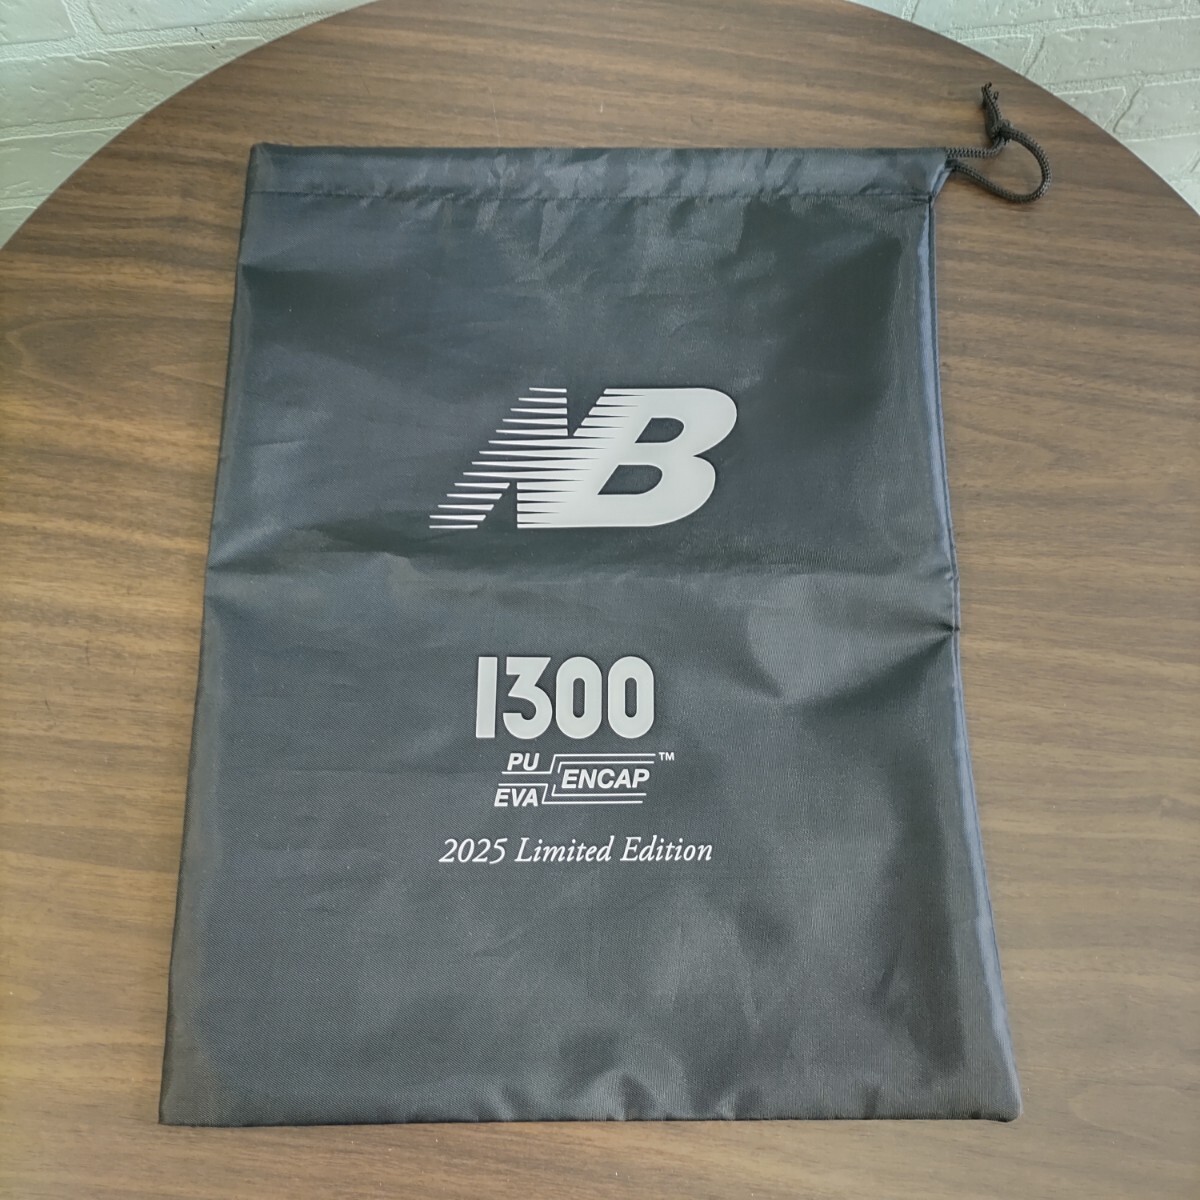 NB
1300
PU
ENCAP™
EVA
2025 Limited Edition